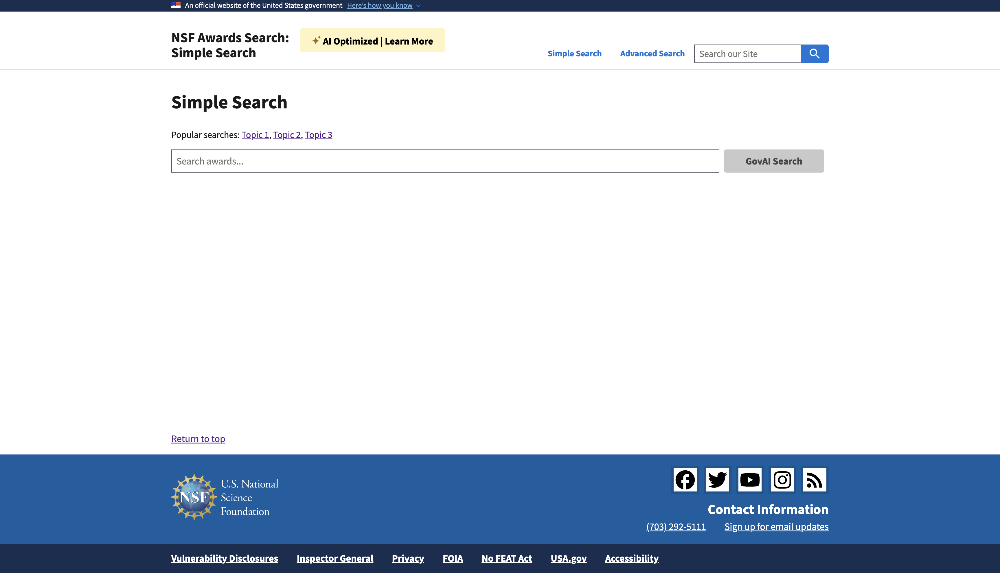 An official website of the United States government Here’s how you know
NSF Awards Search:
Simple Search
AI Optimized | Learn More
Simple Search Advanced Search Search our Site
Simple Search
Popular searches: Topic 1, Topic 2, Topic 3
Search awards... GovAI Search
Return to top
NSF
U.S. National
Science
Foundation
Contact Information
(703) 292-5111 Sign up for email updates
Vulnerability Disclosures Inspector General Privacy FOIA No FEAT Act USA.gov Accessibility